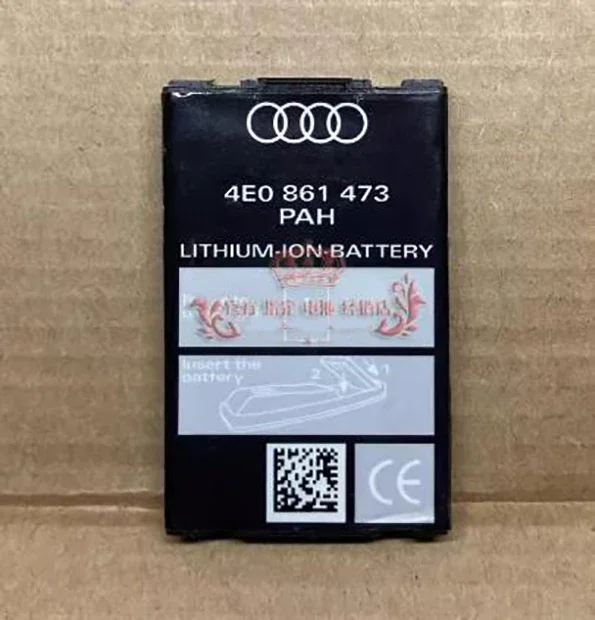 4E0 861 473
PAH
LITHIUM-ION-BATTERY
Insert the
battery
2
1
CE